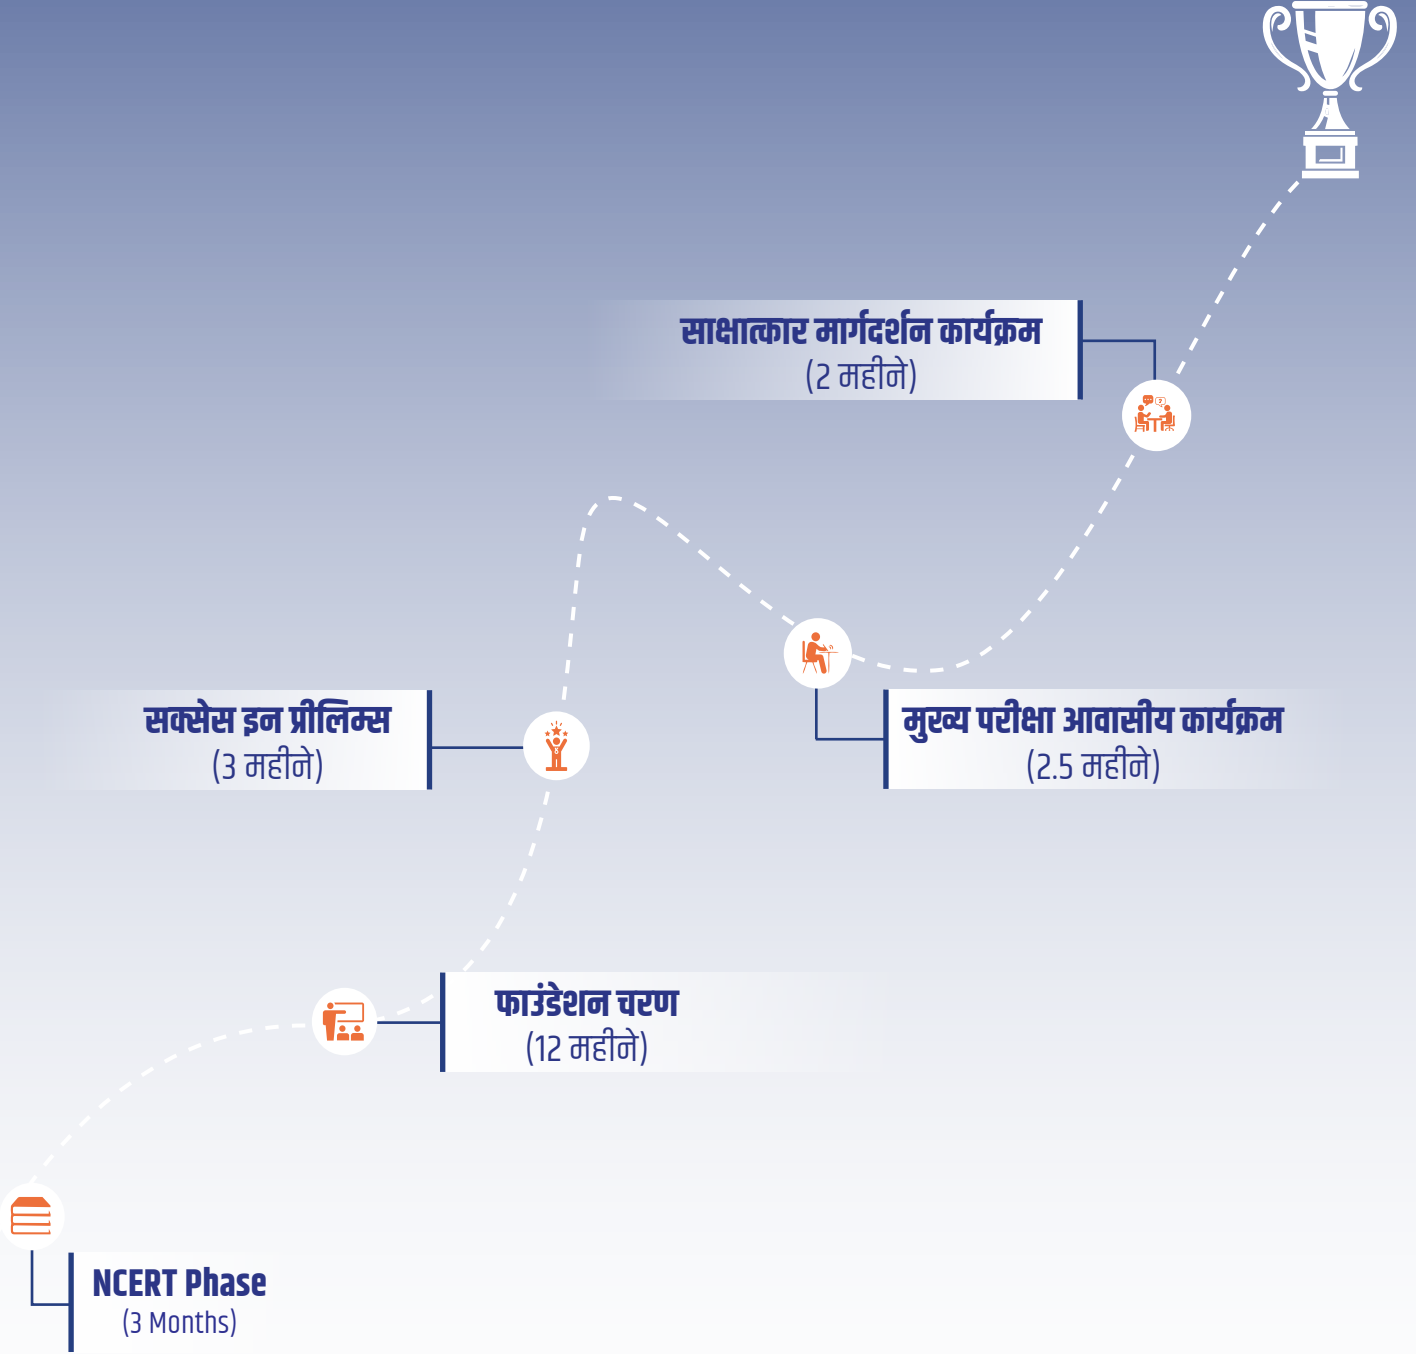 साक्षात्कार मार्गदर्शन कार्यक्रम
(2 महीने)
सक्सेस इन प्रीलिम्स
(3 महीने)
मुख्य परीक्षा आवासीय कार्यक्रम
(2.5 महीने)
फाउंडेशन चरण
(12 महीने)
NCERT Phase
(3 Months)